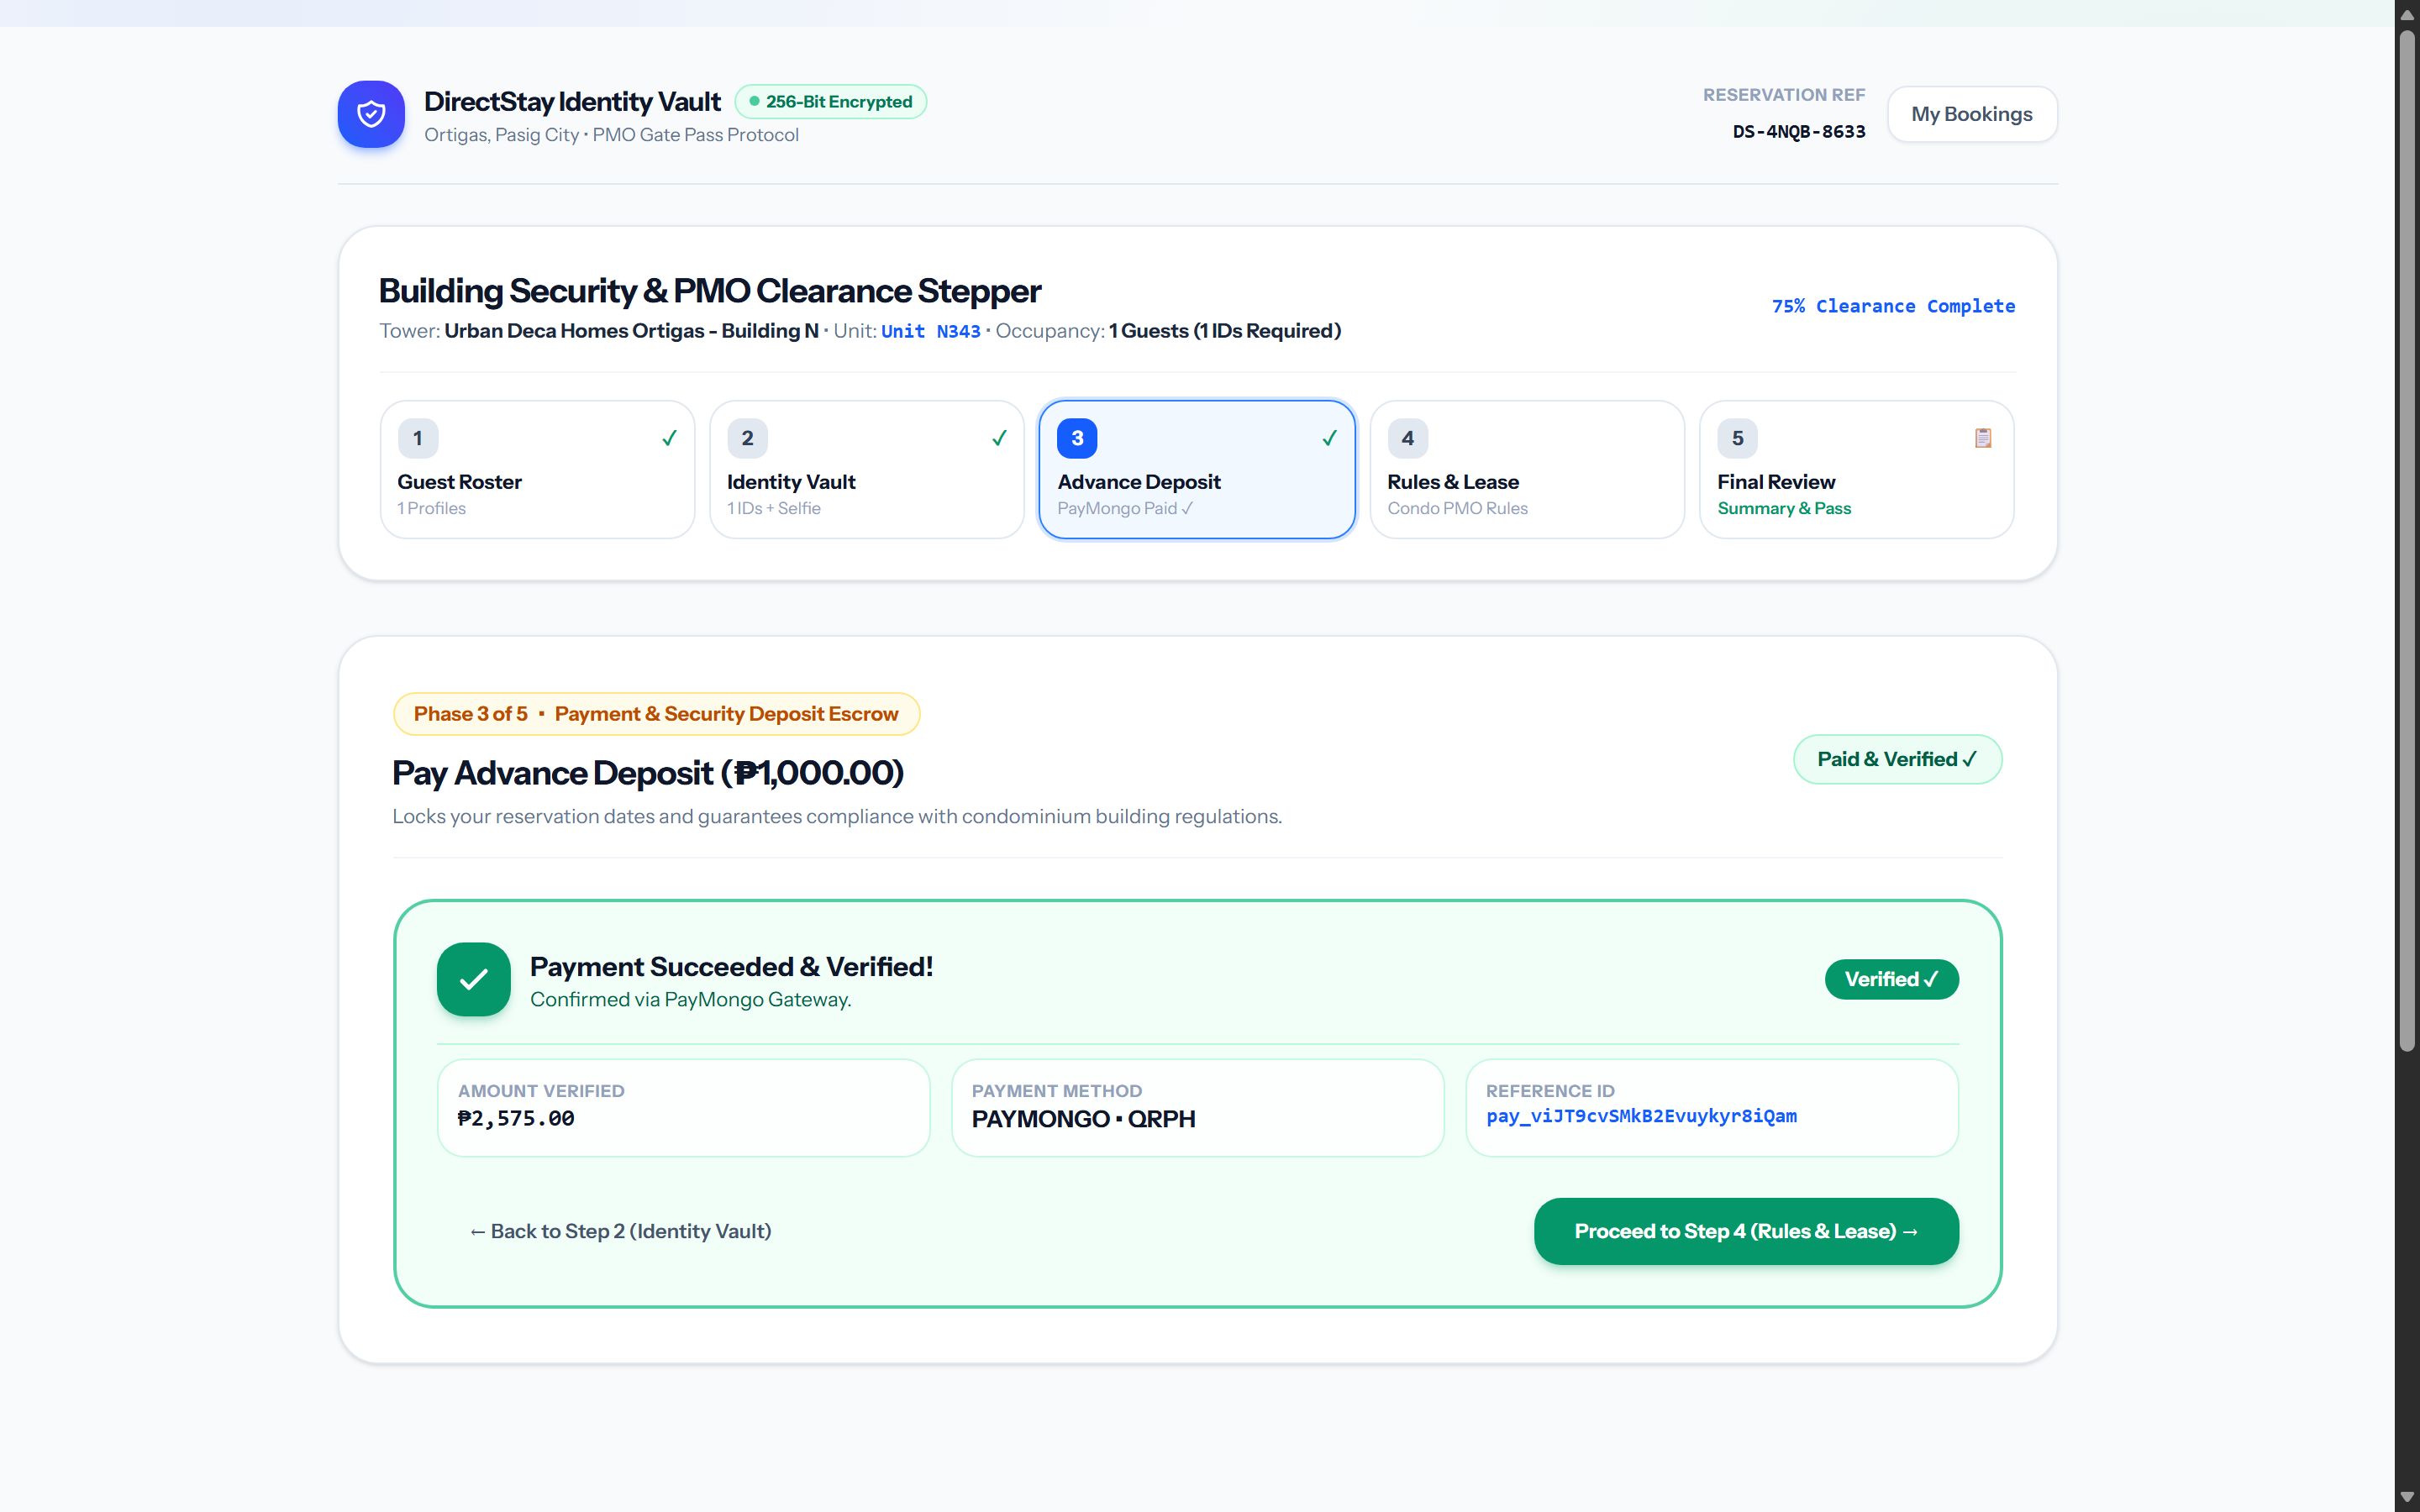 DirectStay Identity Vault
256-Bit Encrypted
Ortigas, Pasig City • PMO Gate Pass Protocol
RESERVATION REF
DS-4NQB-8633
My Bookings
Building Security & PMO Clearance Stepper
Tower: Urban Deca Homes Ortigas - Building N • Unit: Unit N343 • Occupancy: 1 Guests (1 IDs Required)
75% Clearance Complete
1 ✓
Guest Roster
1 Profiles
2 ✓
Identity Vault
1 IDs + Selfie
3 ✓
Advance Deposit
PayMongo Paid ✓
4
Rules & Lease
Condo PMO Rules
5
Final Review
Summary & Pass
Phase 3 of 5 • Payment & Security Deposit Escrow
Pay Advance Deposit (₱1,000.00)
Locks your reservation dates and guarantees compliance with condominium building regulations.
Paid & Verified ✓
Payment Succeeded & Verified!
Confirmed via PayMongo Gateway.
Verified ✓
AMOUNT VERIFIED
₱2,575.00
PAYMENT METHOD
PAYMONGO • QRPH
REFERENCE ID
pay_viJT9cvSMkB2Evuykyr8iQam
← Back to Step 2 (Identity Vault)
Proceed to Step 4 (Rules & Lease) →